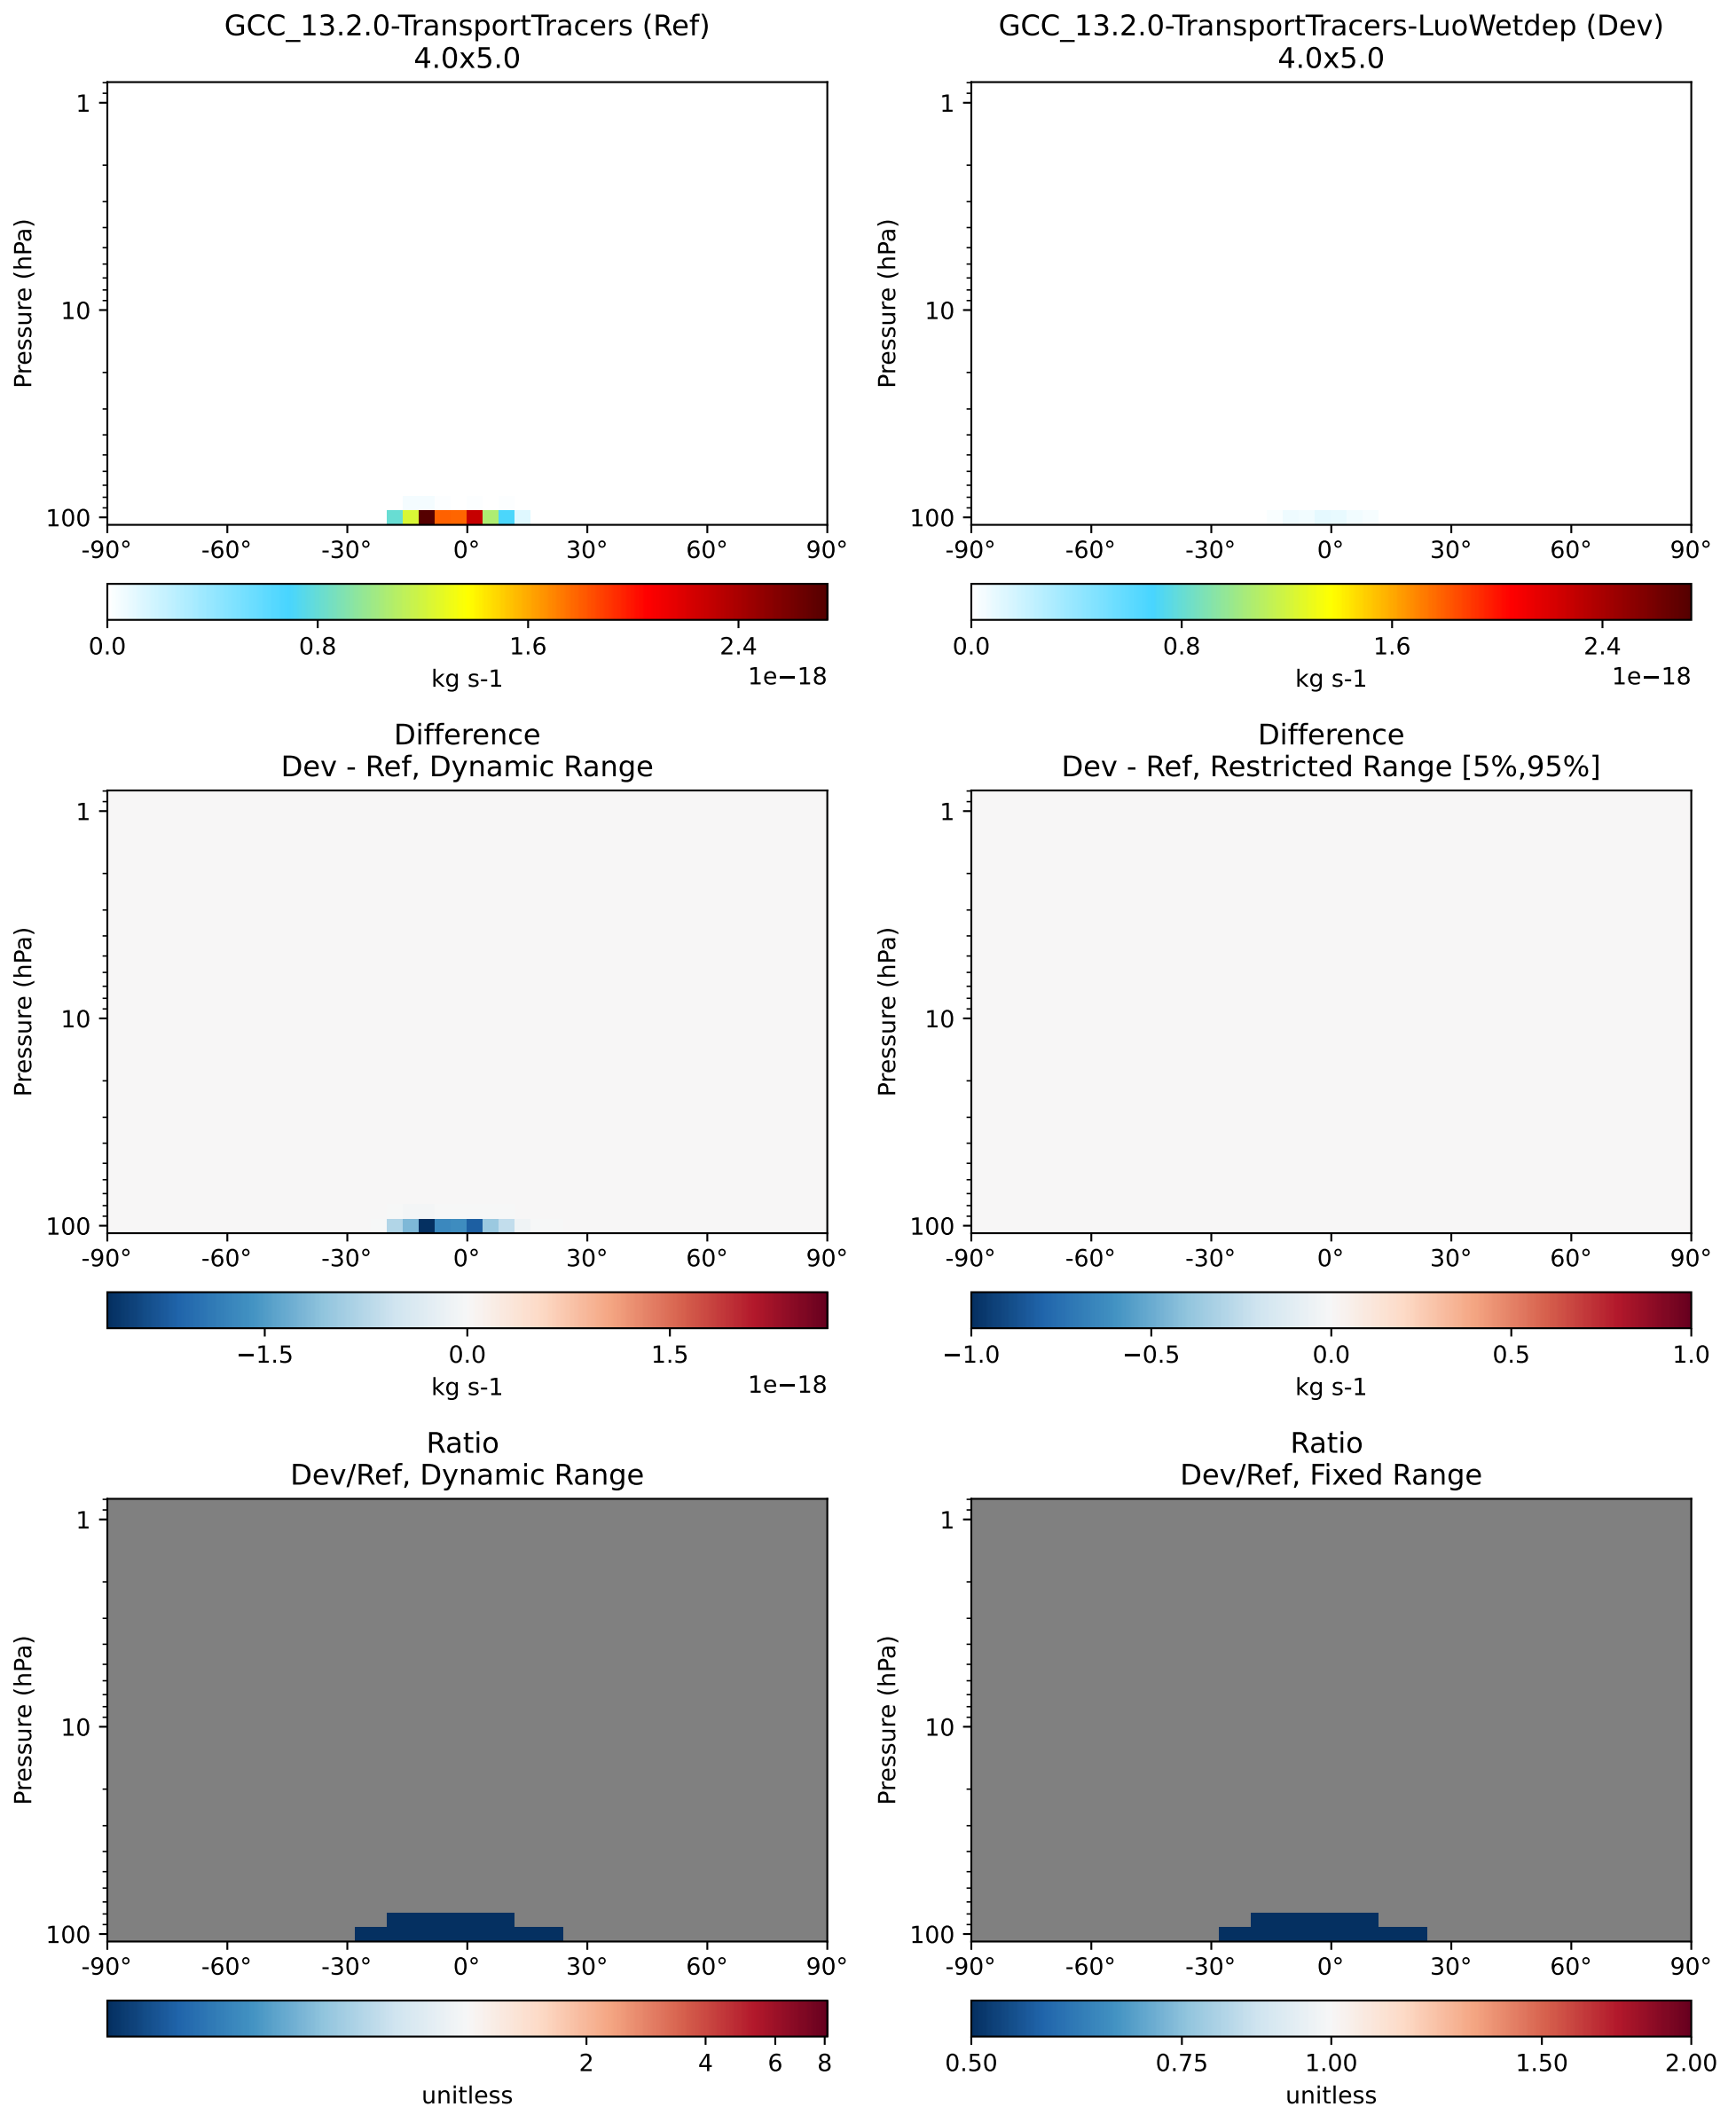 GCC_13.2.0-TransportTracers (Ref)
4.0x5.0
GCC_13.2.0-TransportTracers-LuoWetdep (Dev)
4.0x5.0
Pressure (hPa)
1
10
100
-90° -60° -30° 0° 30° 60° 90°
0.0 0.8 1.6 2.4
kg s-1
1e−18
Pressure (hPa)
1
10
100
-90° -60° -30° 0° 30° 60° 90°
0.0 0.8 1.6 2.4
kg s-1
1e−18
Difference
Dev - Ref, Dynamic Range
Difference
Dev - Ref, Restricted Range [5%,95%]
Pressure (hPa)
1
10
100
-90° -60° -30° 0° 30° 60° 90°
−1.5 0.0 1.5
kg s-1
1e−18
Pressure (hPa)
1
10
100
-90° -60° -30° 0° 30° 60° 90°
−1.0 −0.5 0.0 0.5 1.0
kg s-1
Ratio
Dev/Ref, Dynamic Range
Ratio
Dev/Ref, Fixed Range
Pressure (hPa)
1
10
100
-90° -60° -30° 0° 30° 60° 90°
2 4 6 8
unitless
Pressure (hPa)
1
10
100
-90° -60° -30° 0° 30° 60° 90°
0.50 0.75 1.00 1.50 2.00
unitless